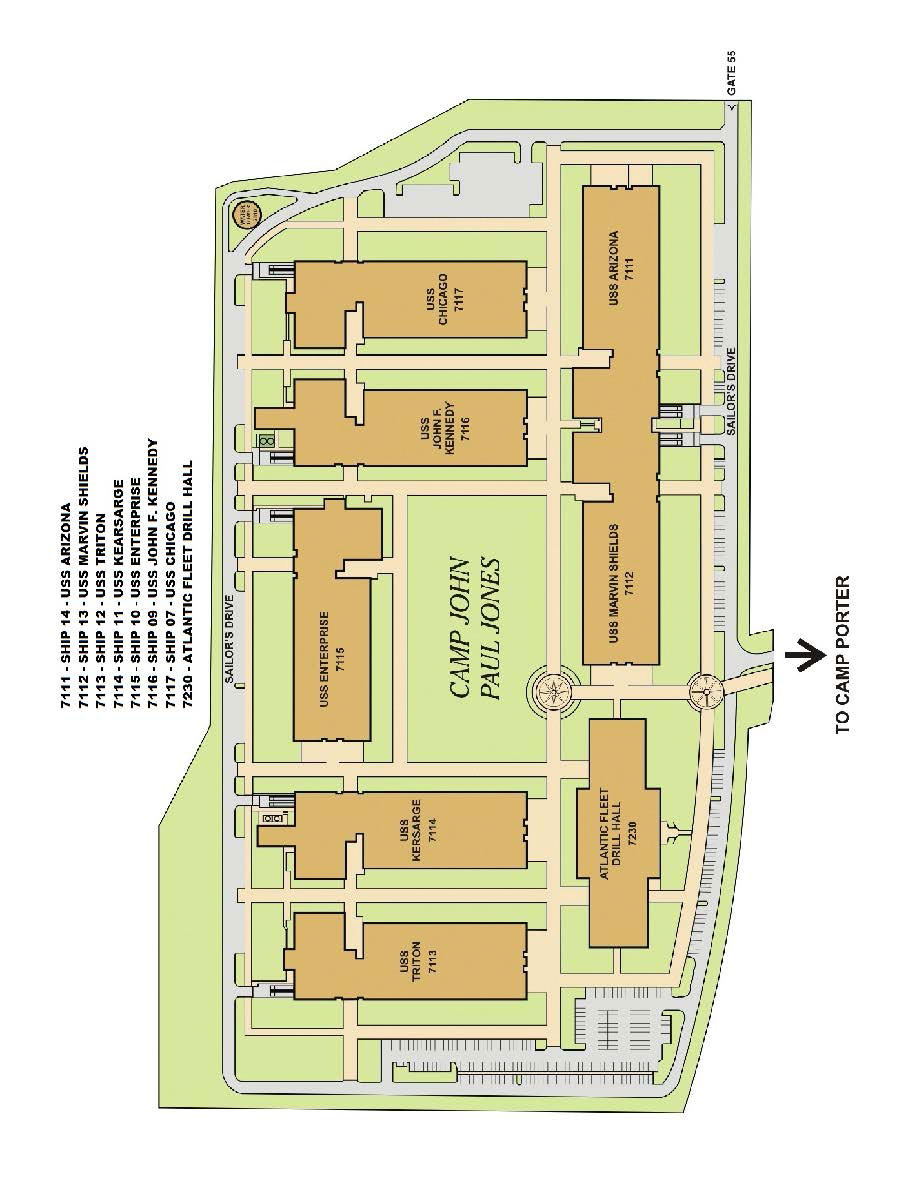 7111 - SHIP 14 - USS ARIZONA
7112 - SHIP 13 - USS MARVIN SHIELDS
7113 - SHIP 12 - USS TRITON
7114 - SHIP 11 - USS KEARSARGE
7115 - SHIP 10 - USS ENTERPRISE
7116 - SHIP 09 - USS JOHN F. KENNEDY
7117 - SHIP 07 - USS CHICAGO
7230 - ATLANTIC FLEET DRILL HALL
SAILOR'S DRIVE
USS ENTERPRISE
7115
USS
TRITON
7113
USS
KERSARGE
7114
USS
JOHN F.
KENNEDY
7116
USS
CHICAGO
7117
CAMP JOHN
PAUL JONES
ATLANTIC FLEET
DRILL HALL
7230
USS MARVIN SHIELDS
7112
USS ARIZONA
7111
SAILOR'S DRIVE
GATE 55
TO CAMP PORTER
WATER